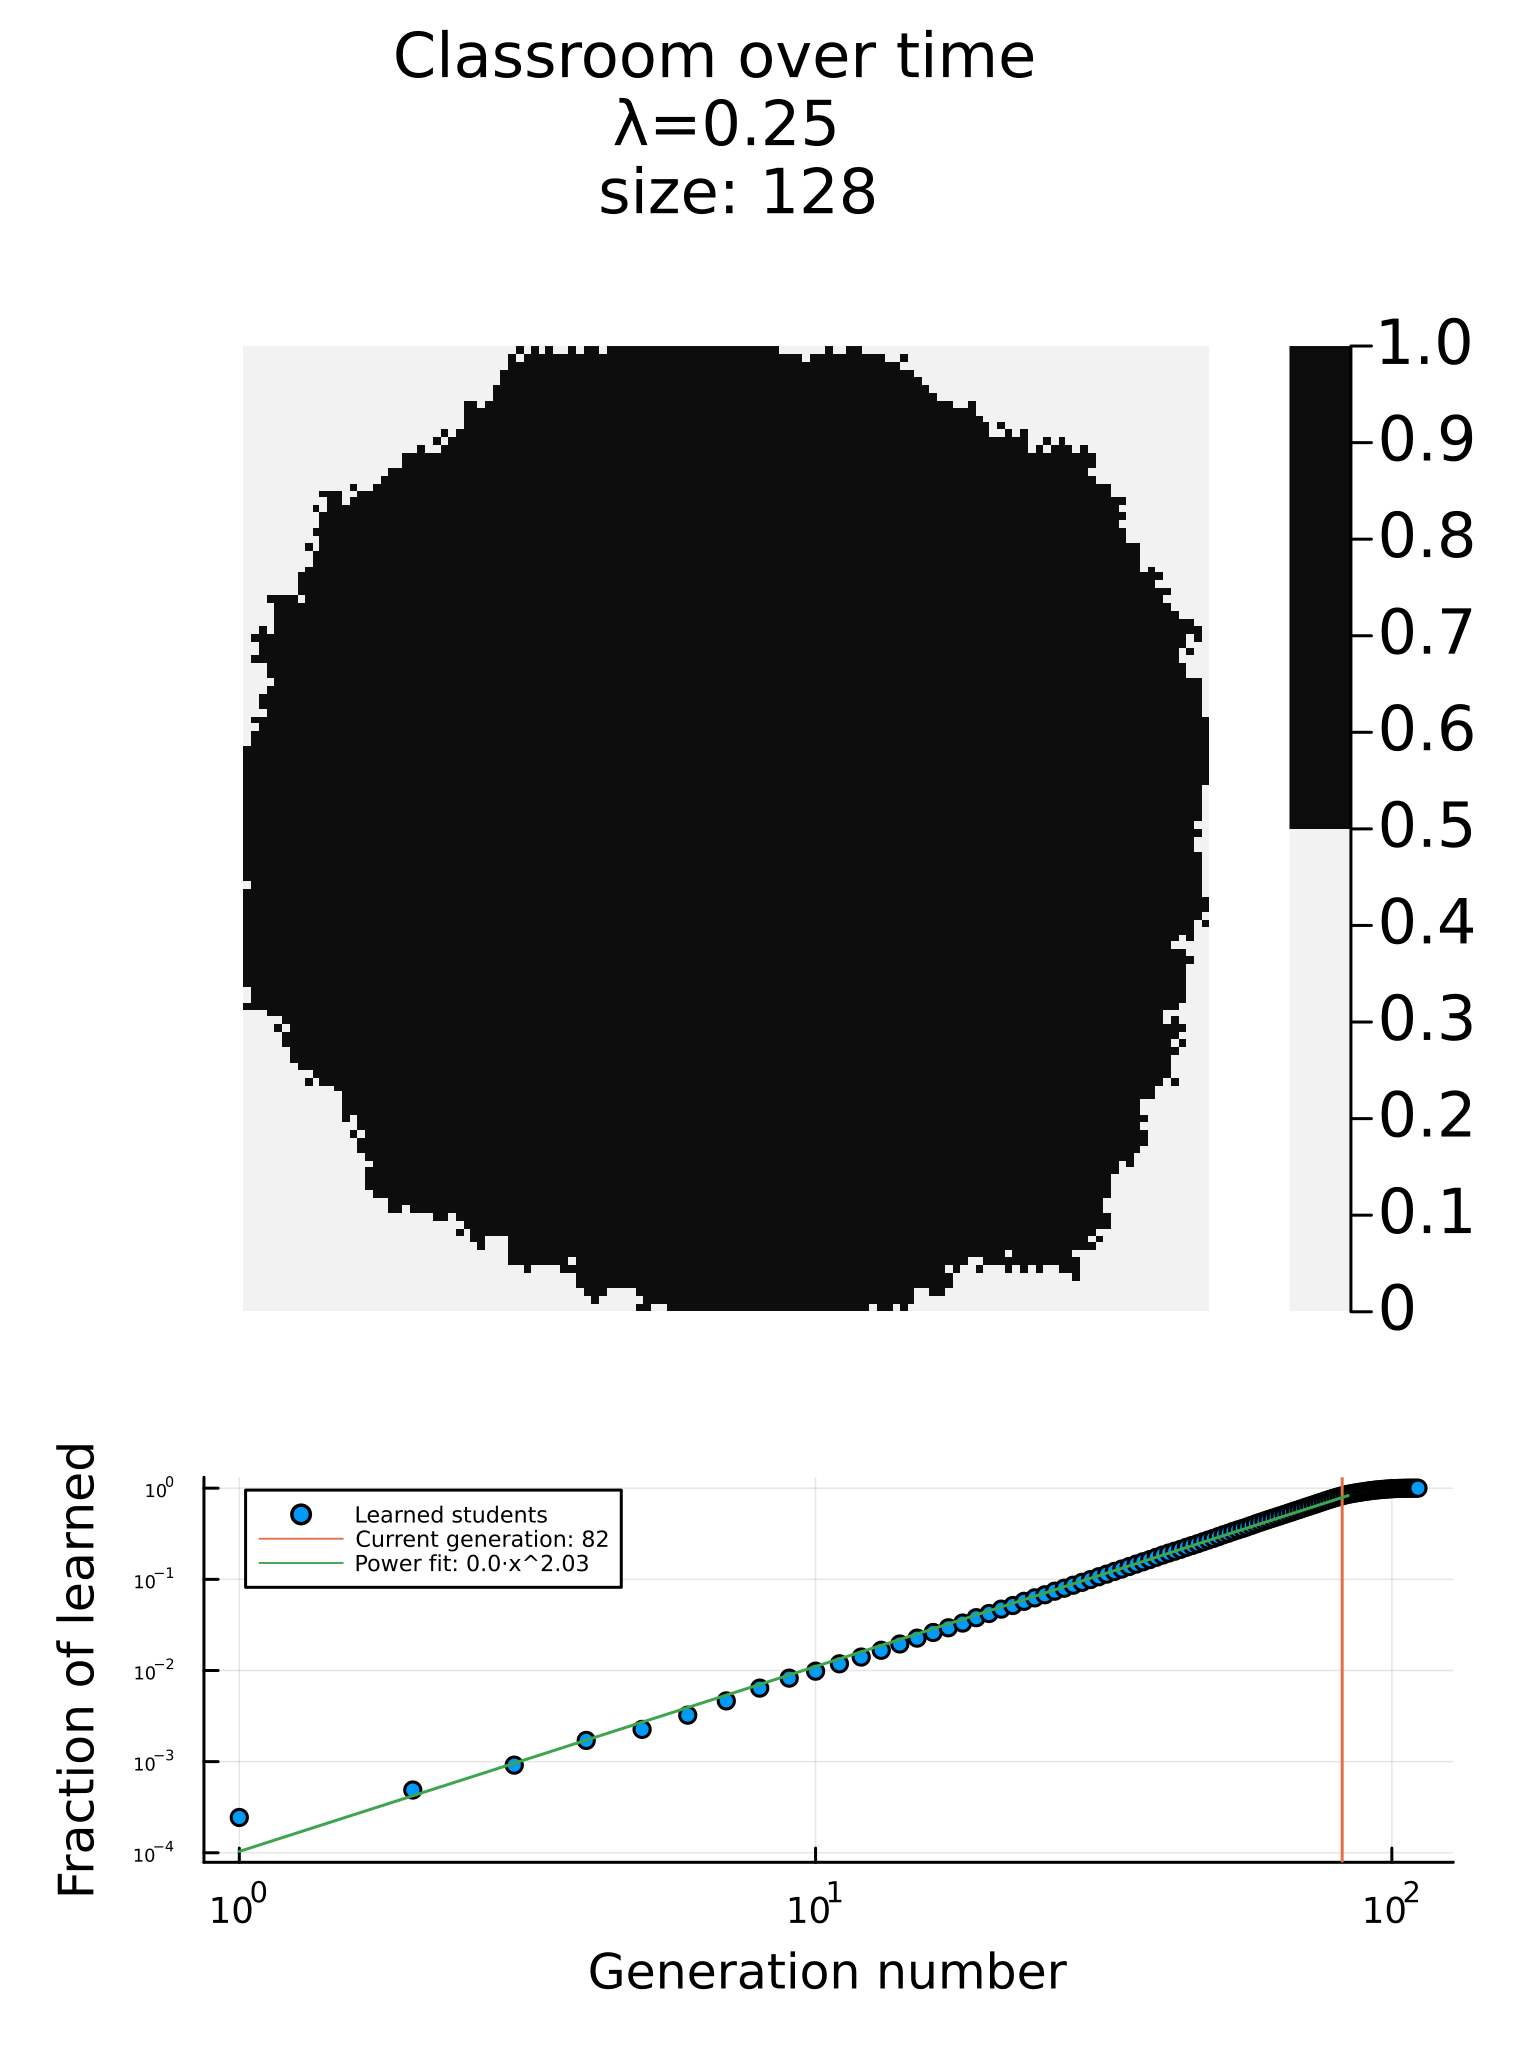 Classroom over time
λ=0.25
size: 128
1.0
0.9
0.8
0.7
0.6
0.5
0.4
0.3
0.2
0.1
0
Fraction of learned
10^0
10^-1
10^-2
10^-3
10^-4
Learned students
Current generation: 82
Power fit: 0.0·x^2.03
10^0 10^1 10^2
Generation number